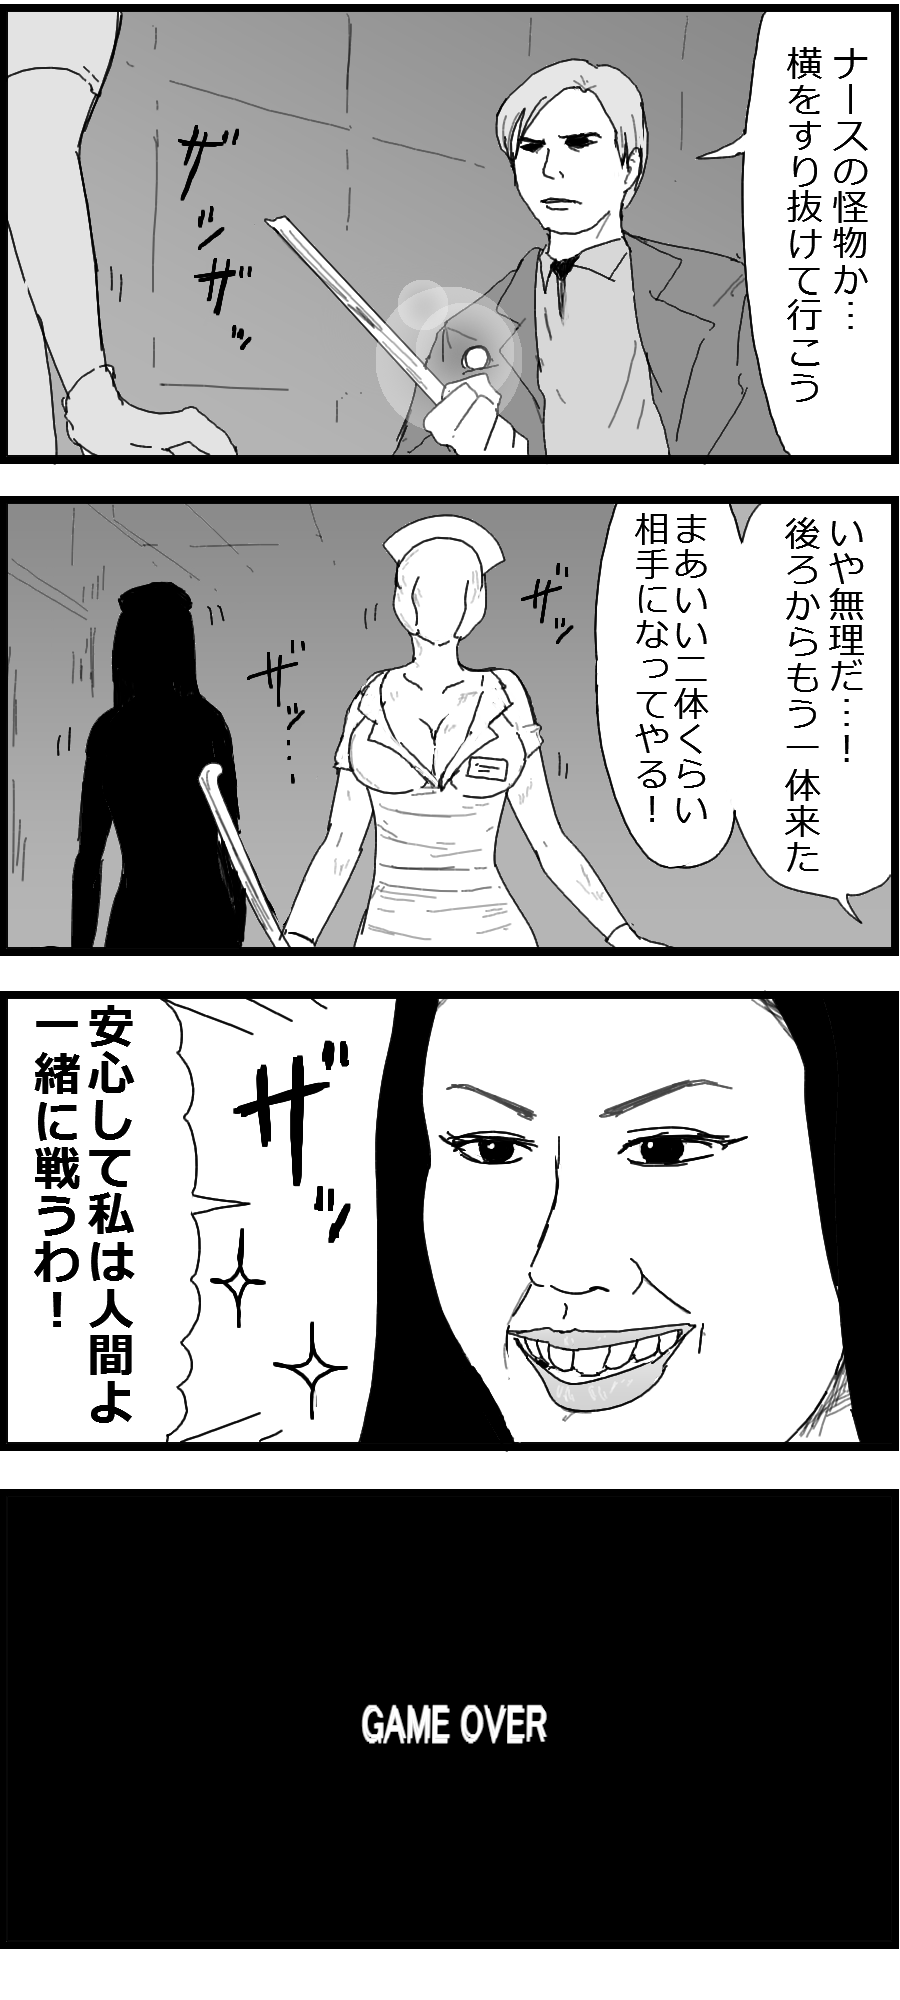 ナースの怪物か…
横をすり抜けて行こう
ザッ
ザッ
いや無理だ…！
後ろからもう一体来た
まあいい二体くらい
相手になってやる！
ザッ
ザッ…
ザッ
安心して私は人間よ
一緒に戦うわ！
GAME OVER